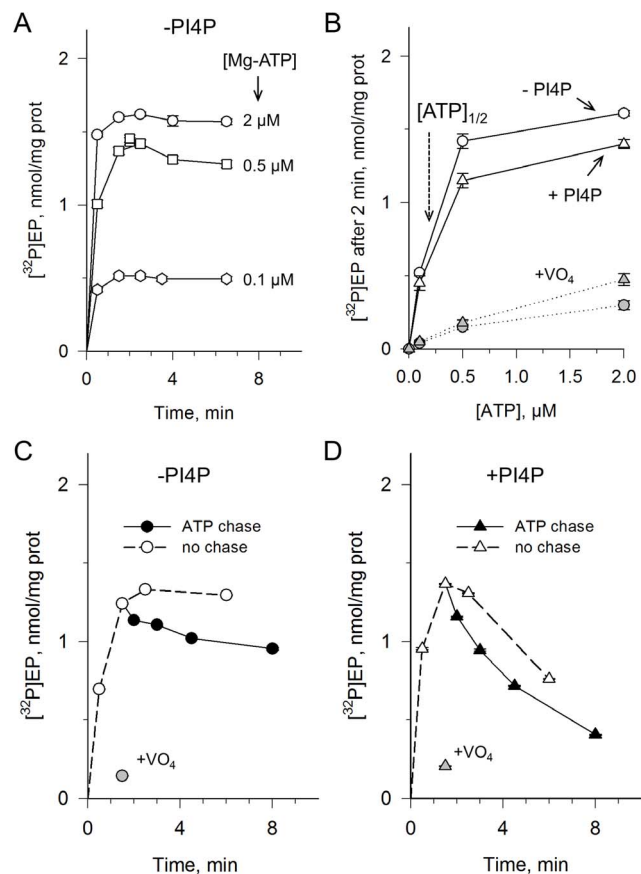 A
-PI4P
[³²P]EP, nmol/mg prot
2
1
0
[Mg-ATP]
2 µM
0.5 µM
0.1 µM
0 4 8
Time, min
B
[³²P]EP after 2 min, nmol/mg prot
2
1
0
[ATP]₁/₂
- PI4P
+ PI4P
+VO₄
0.0 0.5 1.0 1.5 2.0
[ATP], µM
C
-PI4P
[³²P]EP, nmol/mg prot
2
1
0
ATP chase
no chase
+VO₄
0 4 8
Time, min
D
+PI4P
[³²P]EP, nmol/mg prot
2
1
0
ATP chase
no chase
+VO₄
0 4 8
Time, min